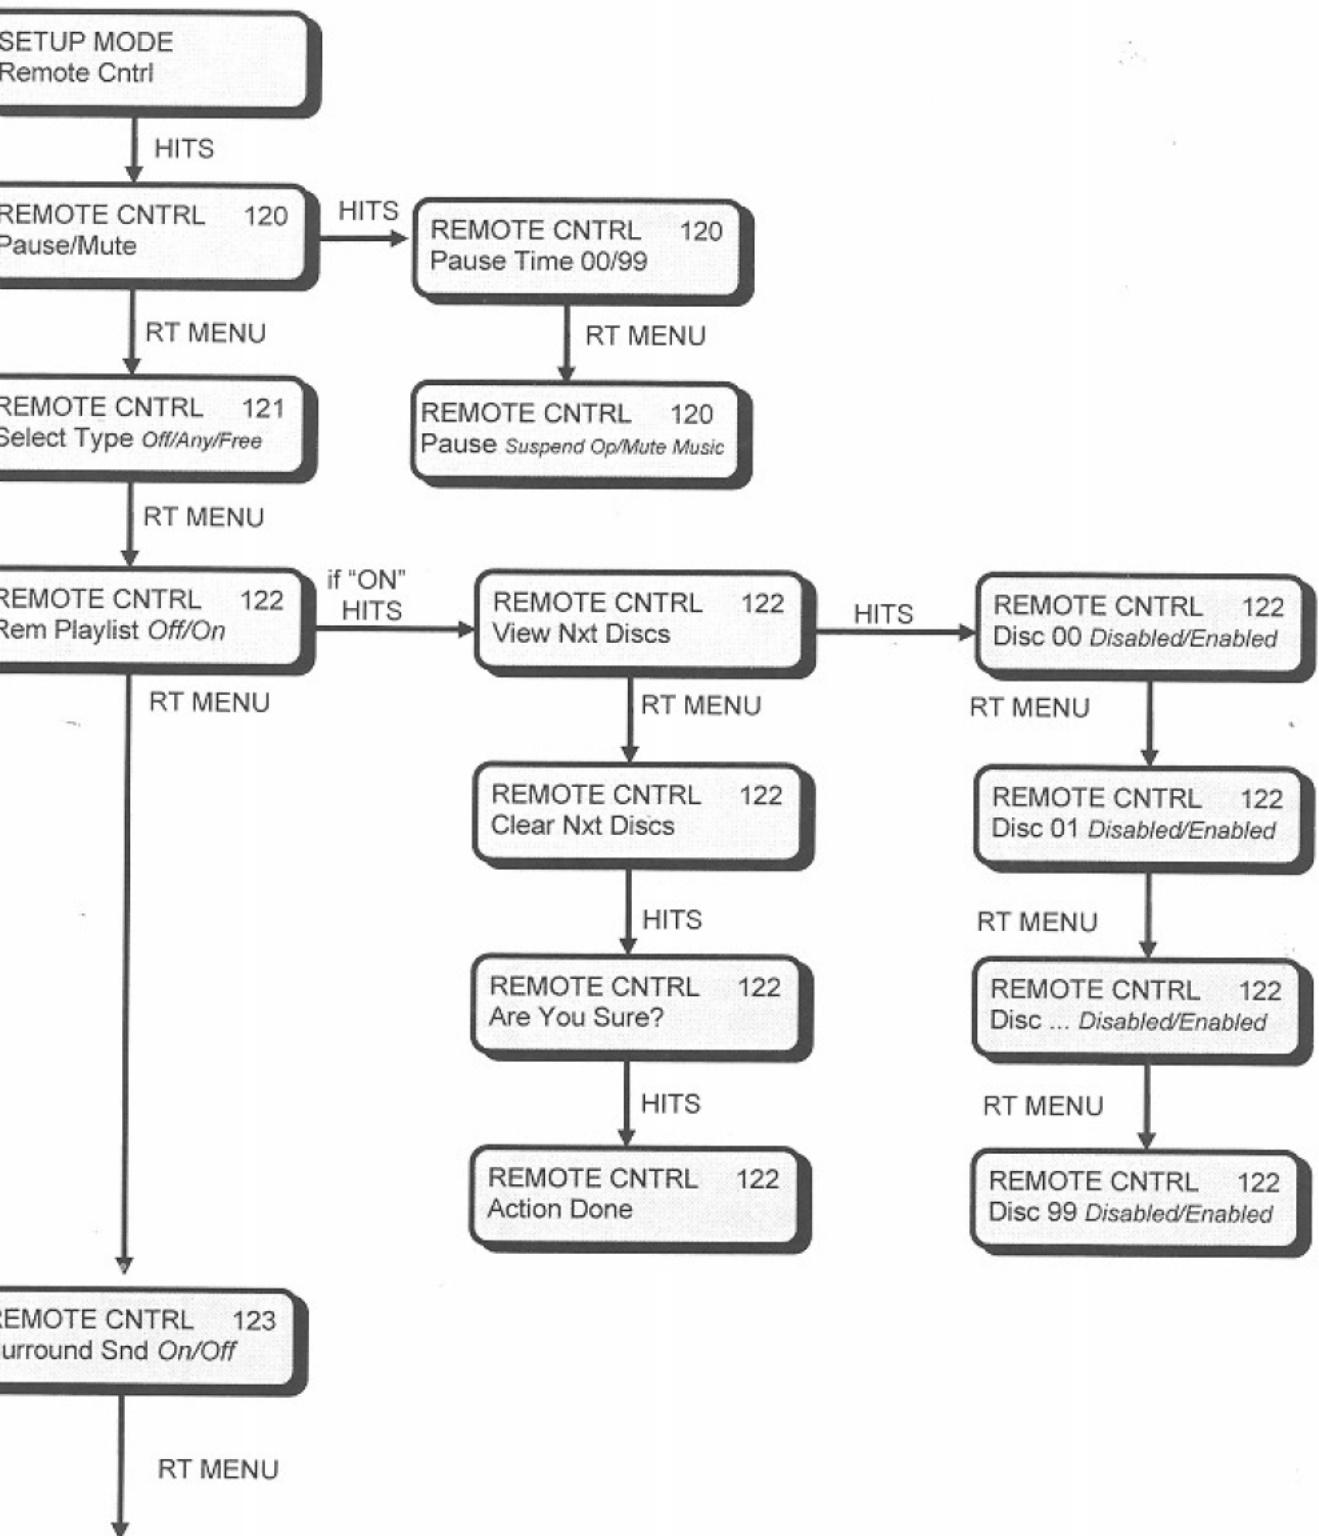 SETUP MODE
Remote Cntrl
HITS
REMOTE CNTRL 120
Pause/Mute
HITS
REMOTE CNTRL 120
Pause Time 00/99
RT MENU
RT MENU
REMOTE CNTRL 121
Select Type Off/Any/Free
REMOTE CNTRL 120
Pause Suspend Op/Mute Music
RT MENU
REMOTE CNTRL 122
Rem Playlist Off/On
if "ON"
HITS
REMOTE CNTRL 122
View Nxt Discs
HITS
REMOTE CNTRL 122
Disc 00 Disabled/Enabled
RT MENU
RT MENU
RT MENU
REMOTE CNTRL 122
Clear Nxt Discs
REMOTE CNTRL 122
Disc 01 Disabled/Enabled
HITS
RT MENU
REMOTE CNTRL 122
Are You Sure?
REMOTE CNTRL 122
Disc ... Disabled/Enabled
HITS
RT MENU
REMOTE CNTRL 122
Action Done
REMOTE CNTRL 122
Disc 99 Disabled/Enabled
REMOTE CNTRL 123
urround Snd On/Off
RT MENU